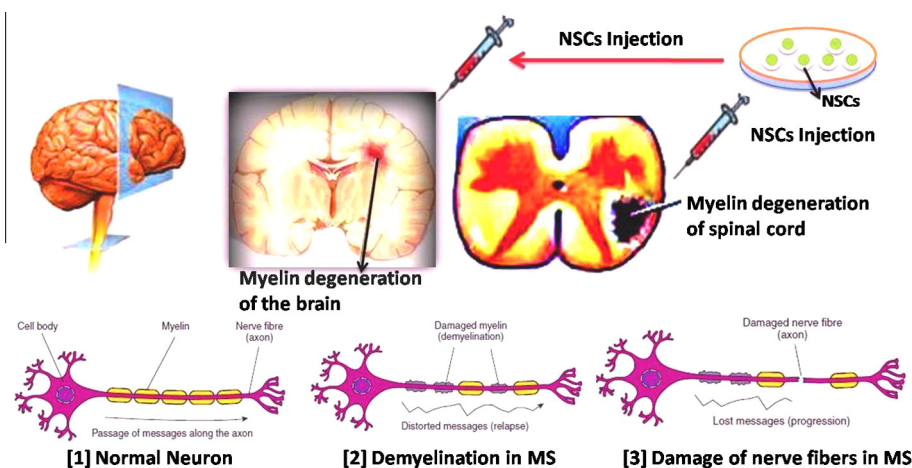 NSCs Injection
NSCs
NSCs Injection
Myelin degeneration
of spinal cord
Myelin degeneration
of the brain
Cell body
Myelin
Nerve fibre
(axon)
Passage of messages along the axon
[1] Normal Neuron
Damaged myelin
(demyelination)
Distorted messages (relapse)
[2] Demyelination in MS
Damaged nerve fibre
(axon)
Lost messages (progression)
[3] Damage of nerve fibers in MS